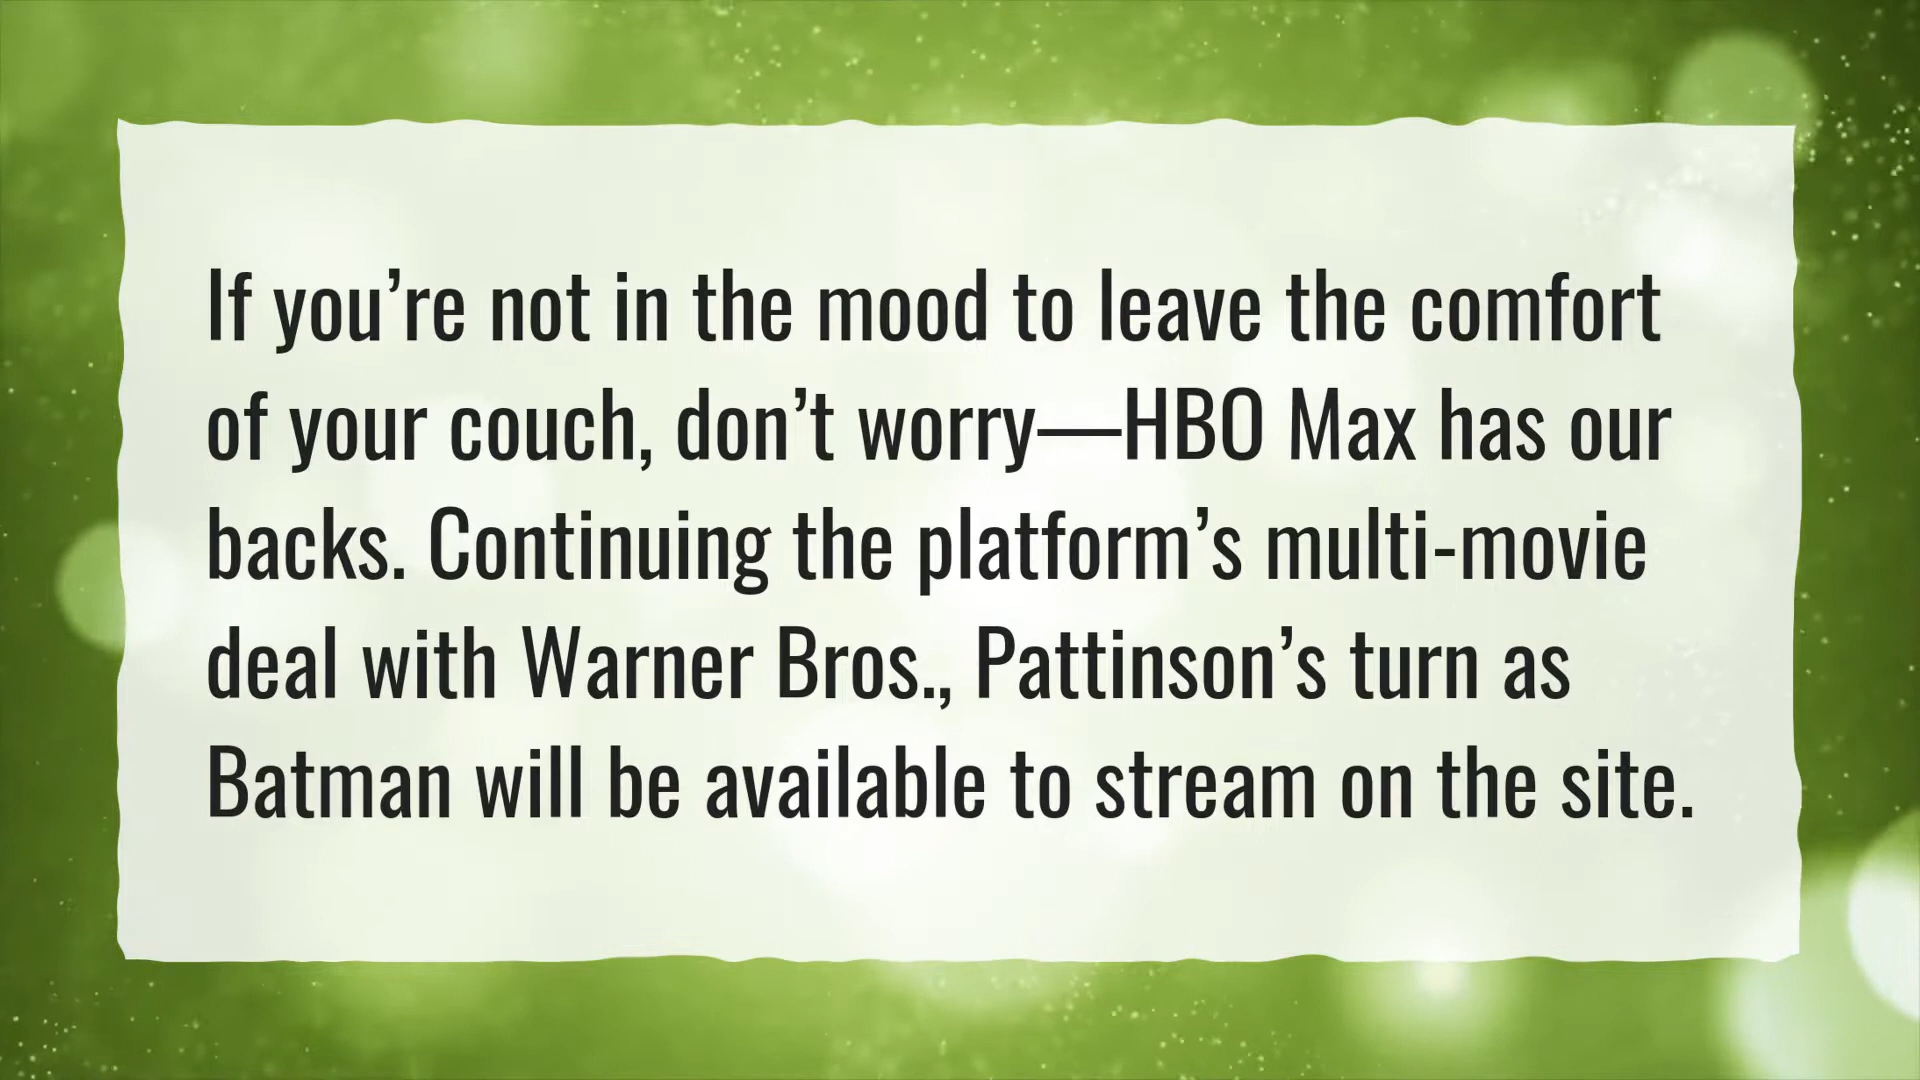 If you’re not in the mood to leave the comfort
of your couch, don’t worry—HBO Max has our
backs. Continuing the platform’s multi-movie
deal with Warner Bros., Pattinson’s turn as
Batman will be available to stream on the site.